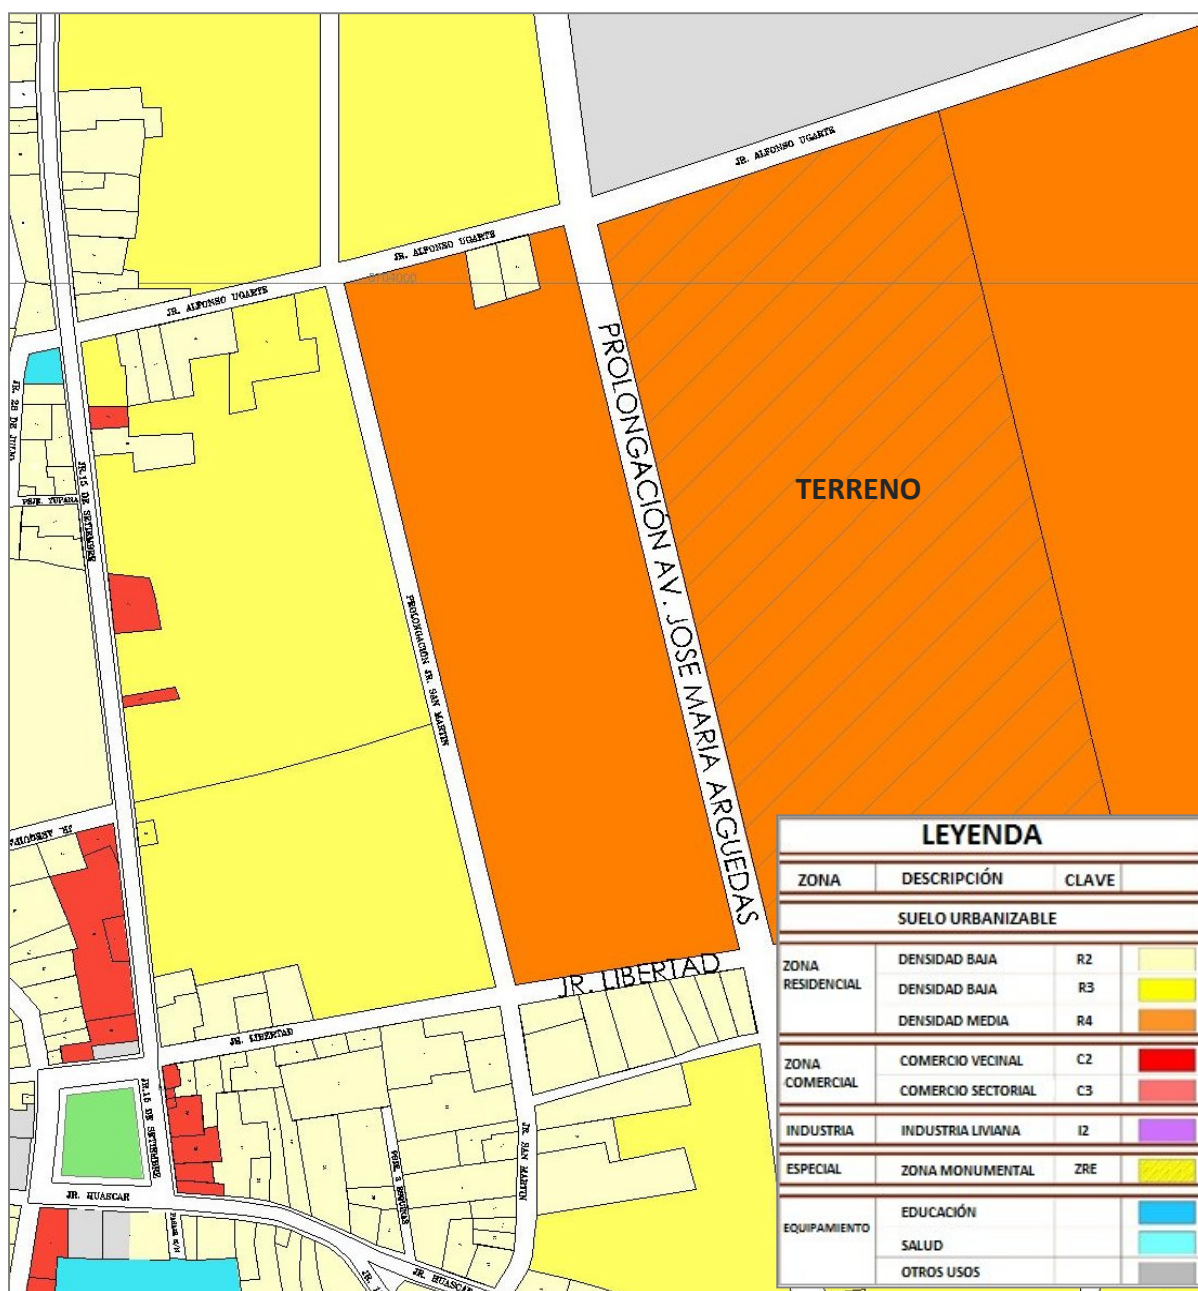 JR. ALFONSO UGARTE
JR. ALFONSO UGARTE
JR. ALFONSO UGARTE
JR. 28 DE JULIO
PSJE. TUPANA
JR.15 DE SETIEMBRE
PROLONGACIÓN AV. JOSE MARIA ARGUEDAS
TERRENO
PROLONGACION JR. SAN MARTIN
JR. AREQUIPA
JR. LIBERTAD
JR. LIBERTAD
JR.15 DE SETIEMBRE
JR. SAN MARTIN
JR. HUASCAR
JR. HUASCAR
LEYENDA
ZONA DESCRIPCIÓN CLAVE
SUELO URBANIZABLE
ZONA RESIDENCIAL
DENSIDAD BAJA R2
DENSIDAD BAJA R3
DENSIDAD MEDIA R4
ZONA COMERCIAL
COMERCIO VECINAL C2
COMERCIO SECTORIAL C3
INDUSTRIA INDUSTRIA LIVIANA I2
ESPECIAL ZONA MONUMENTAL ZRE
EQUIPAMIENTO
EDUCACIÓN
SALUD
OTROS USOS